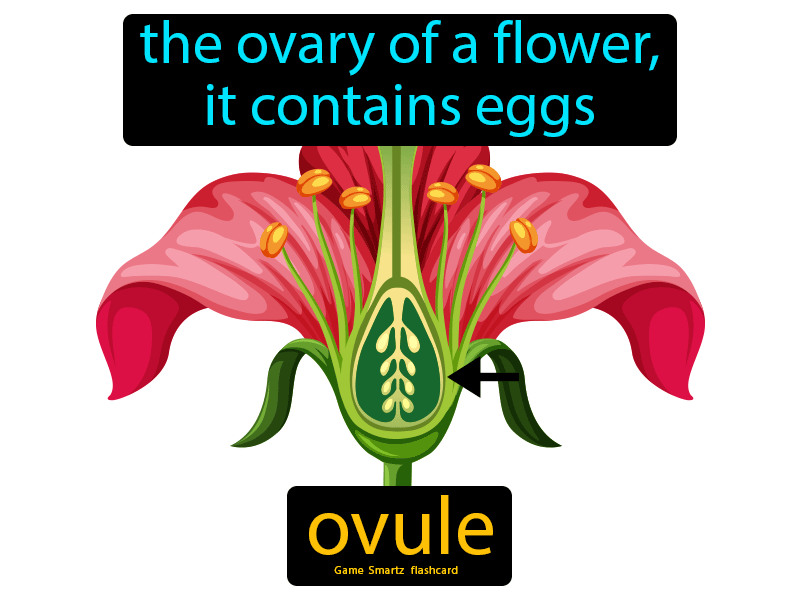 the ovary of a flower,
it contains eggs
ovule
Game Smartz flashcard